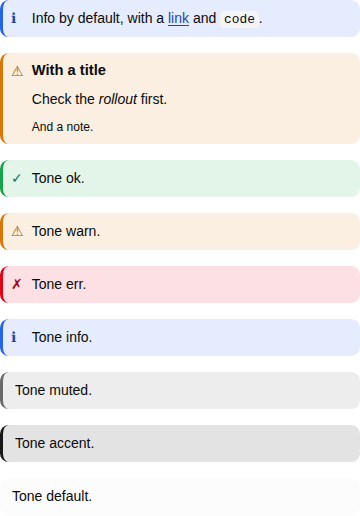 ℹ Info by default, with a link and code.
⚠ With a title
Check the rollout first.
And a note.
✓ Tone ok.
⚠ Tone warn.
✗ Tone err.
ℹ Tone info.
Tone muted.
Tone accent.
Tone default.